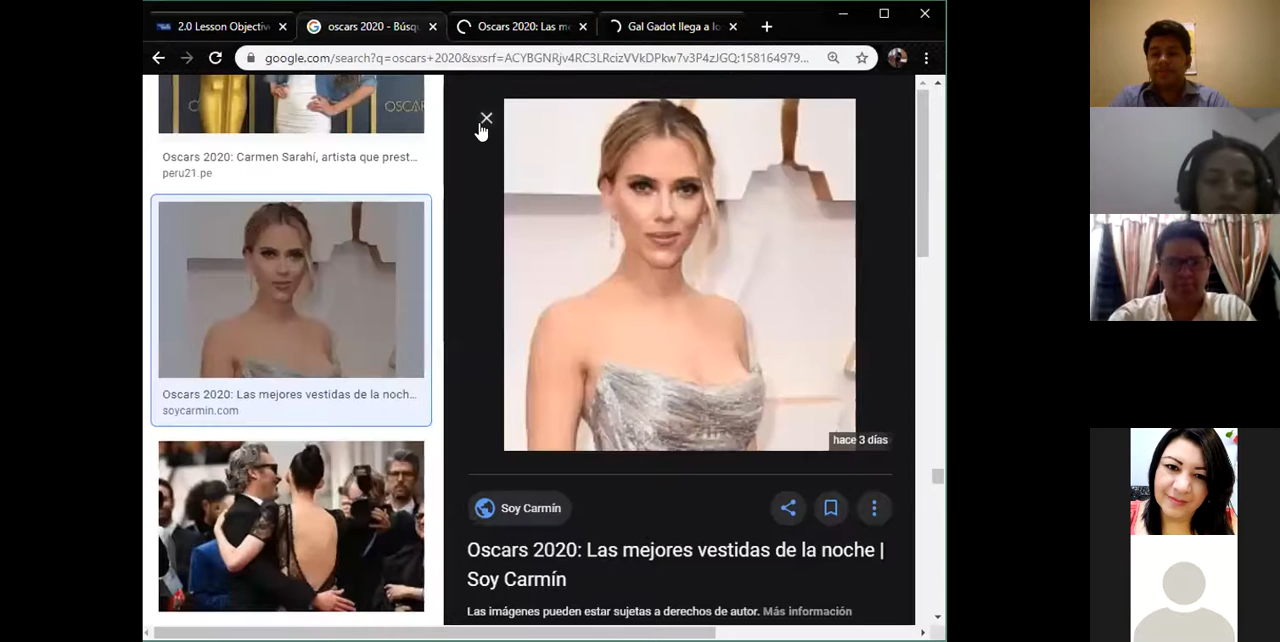 2.0 Lesson Objectiv
oscars 2020 - Búsqu
Oscars 2020: Las me
Gal Gadot llega a lo
google.com/search?q=oscars+2020&sxsrf=ACYBGNRjv4RC3LRcizVVkDPkw7v3P4zJGQ:158164979...
OSCAR
Oscars 2020: Carmen Sarahí, artista que prest...
peru21.pe
Oscars 2020: Las mejores vestidas de la noch...
soycarmin.com
hace 3 días
Soy Carmín
Oscars 2020: Las mejores vestidas de la noche |
Soy Carmín
Las imágenes pueden estar sujetas a derechos de autor. Más información